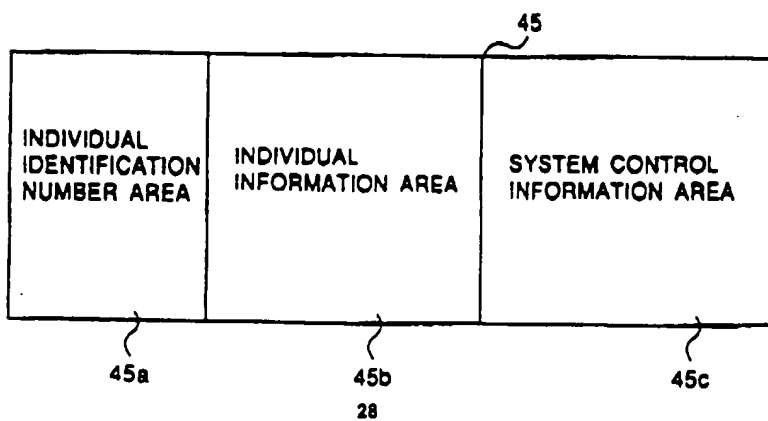 45
INDIVIDUAL
IDENTIFICATION
NUMBER AREA
INDIVIDUAL
INFORMATION AREA
SYSTEM CONTROL
INFORMATION AREA
45a
45b
45c
28